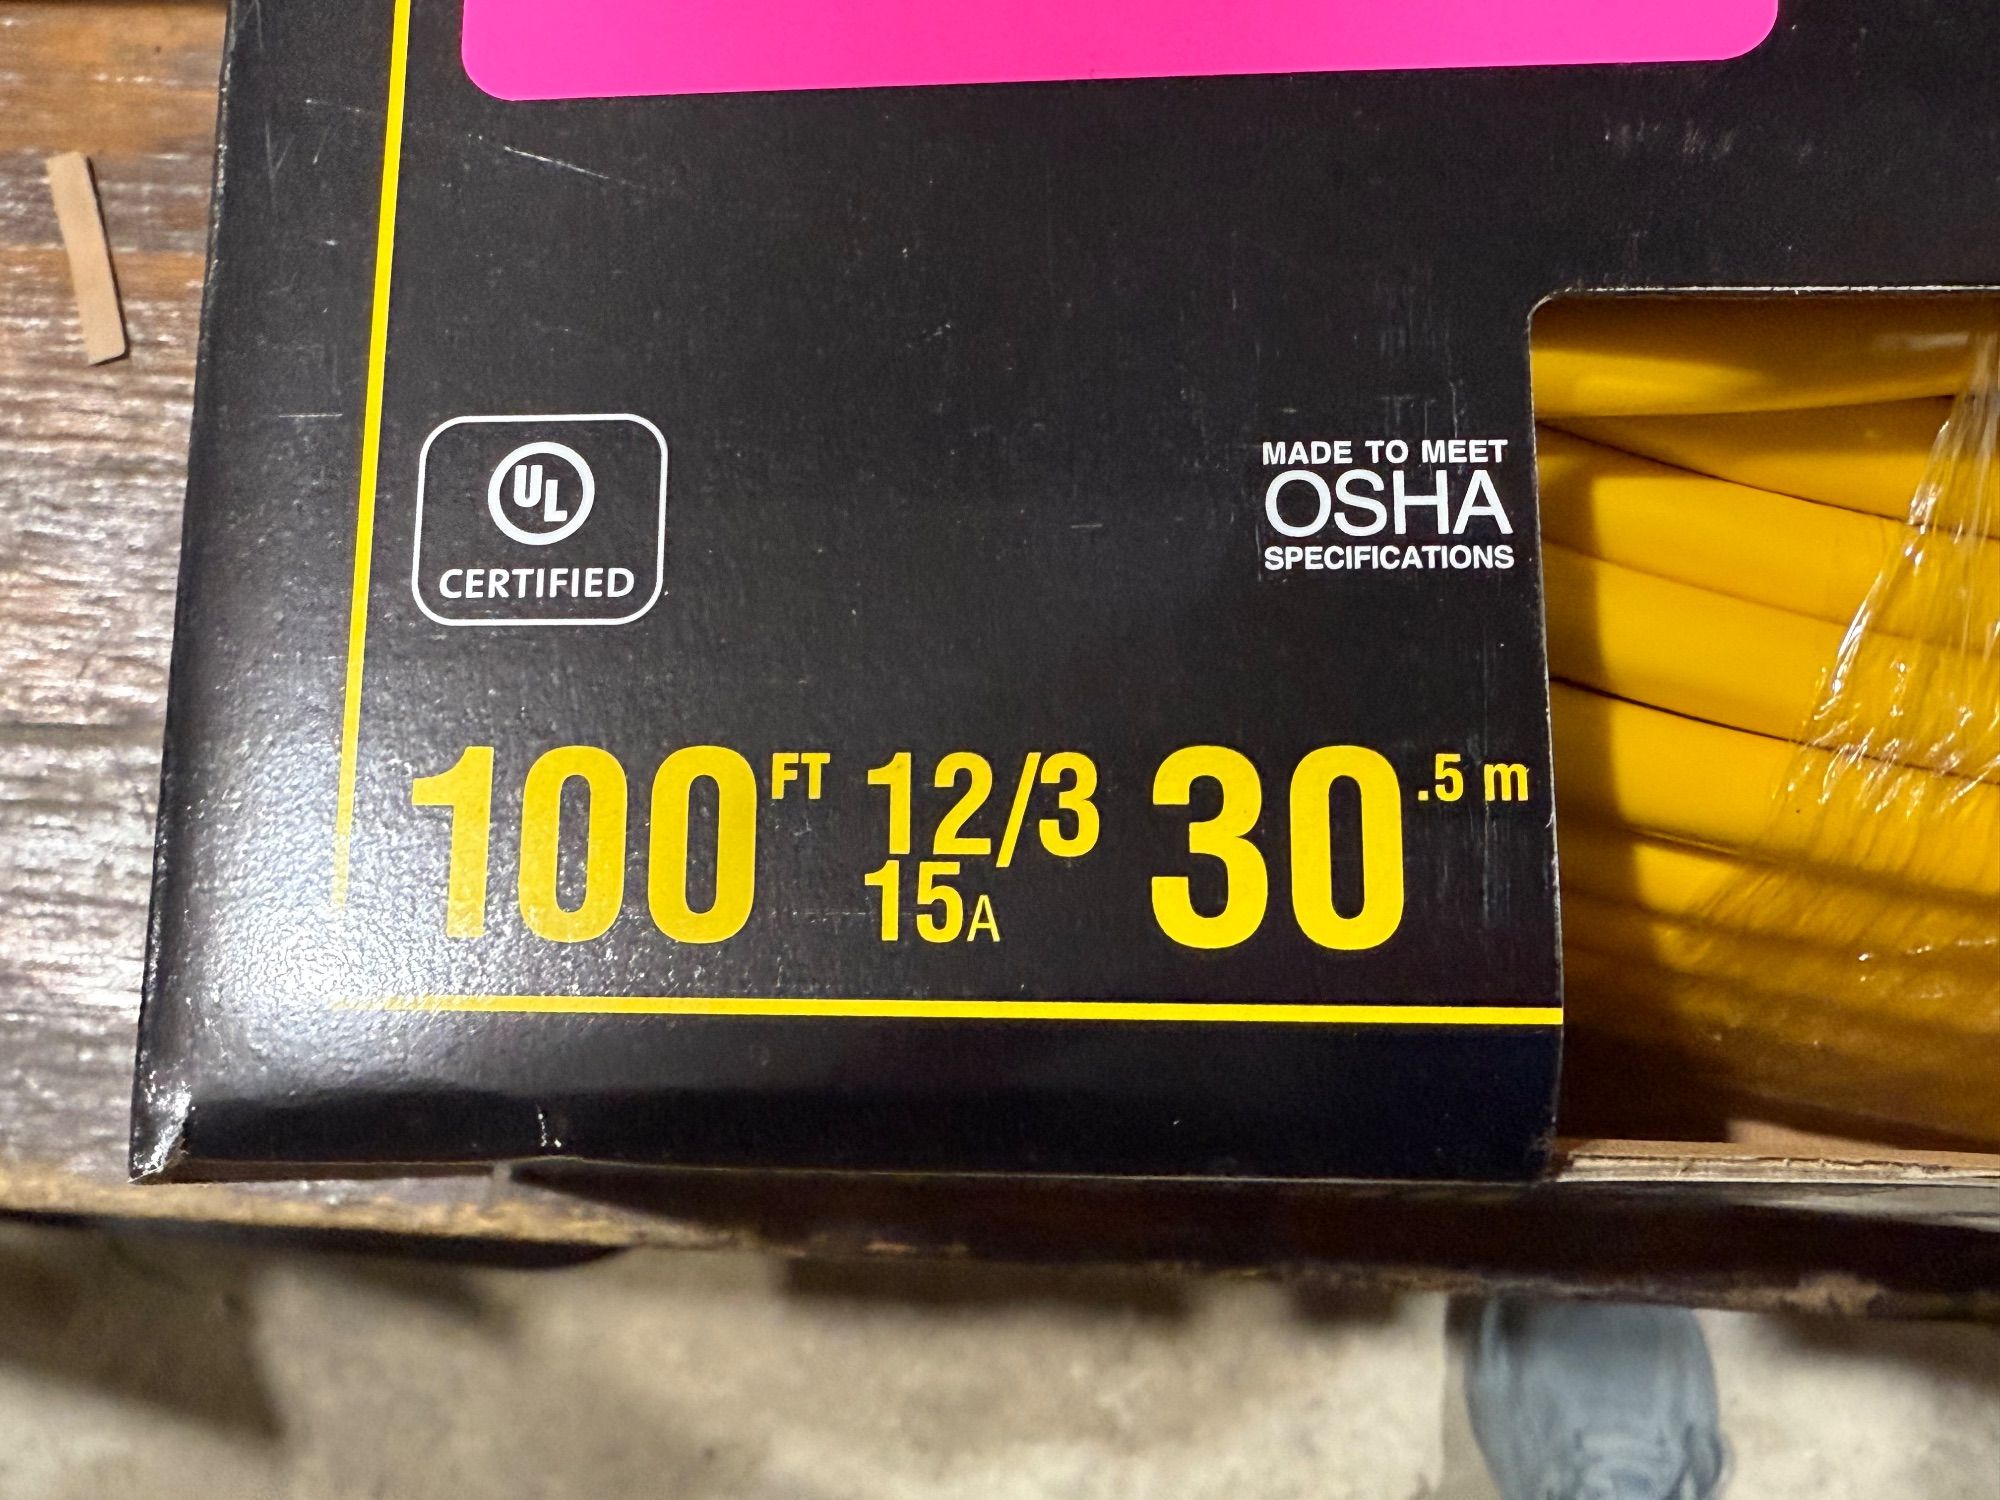 UL
CERTIFIED
MADE TO MEET
OSHA
SPECIFICATIONS
100 FT 12/3 30.5 m
15A